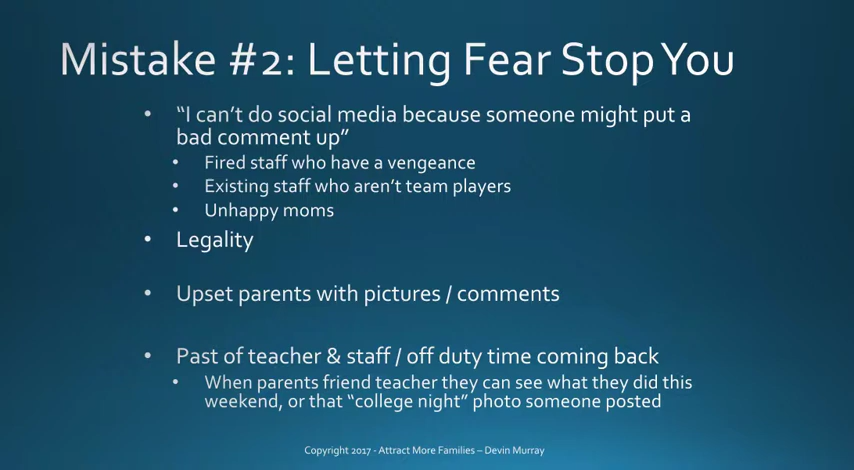 Mistake #2: Letting Fear Stop You
• “I can’t do social media because someone might put a
bad comment up”
• Fired staff who have a vengeance
• Existing staff who aren’t team players
• Unhappy moms
• Legality
• Upset parents with pictures / comments
• Past of teacher & staff / off duty time coming back
• When parents friend teacher they can see what they did this
weekend, or that “college night” photo someone posted
Copyright 2017 - Attract More Families – Devin Murray